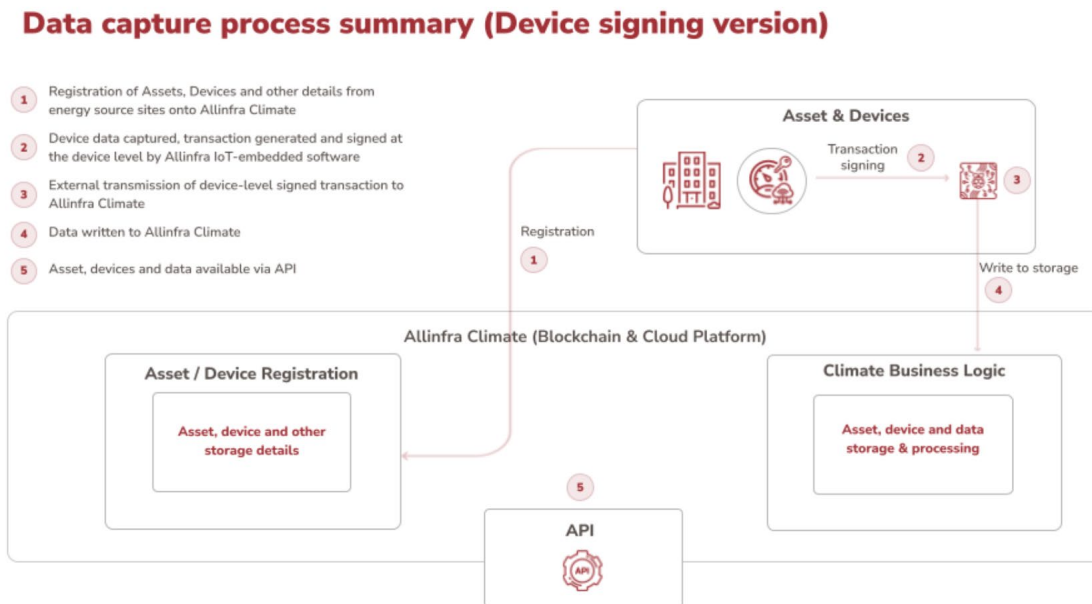 Data capture process summary (Device signing version)
1
Registration of Assets, Devices and other details from
energy source sites onto Allinfra Climate
2
Device data captured, transaction generated and signed at
the device level by Allinfra IoT-embedded software
3
External transmission of device-level signed transaction to
Allinfra Climate
4
Data written to Allinfra Climate
5
Asset, devices and data available via API
Asset & Devices
Transaction
signing
2
3
Registration
1
Write to storage
4
Allinfra Climate (Blockchain & Cloud Platform)
Asset / Device Registration
Asset, device and other
storage details
Climate Business Logic
Asset, device and data
storage & processing
5
API
API